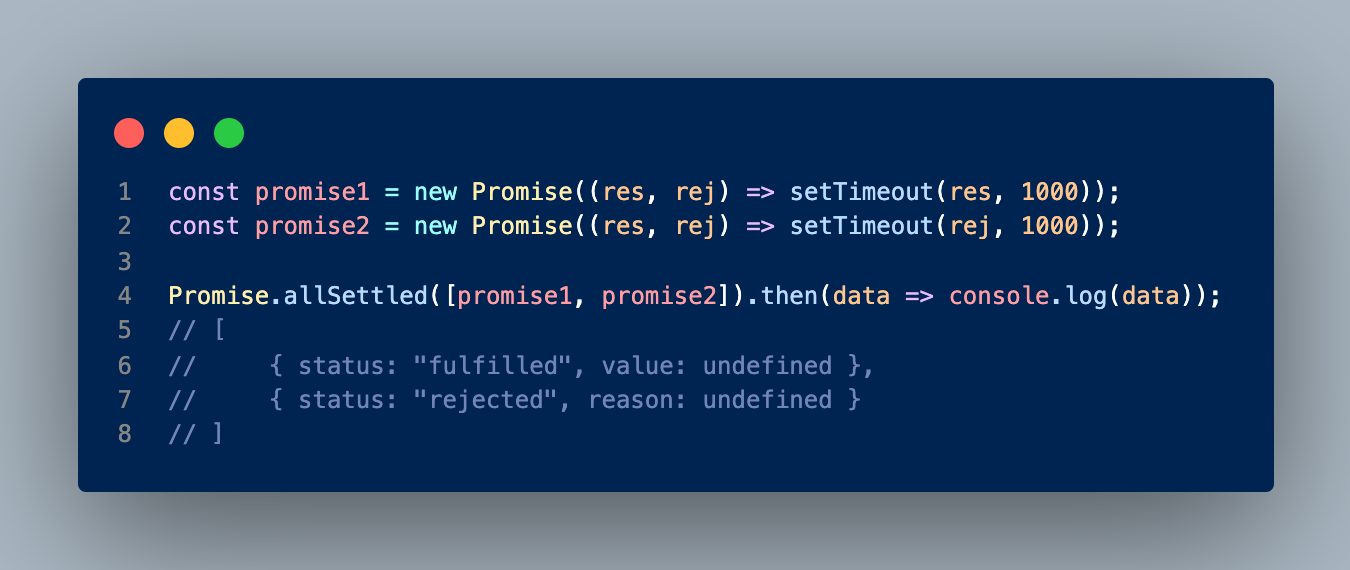 1 const promise1 = new Promise((res, rej) => setTimeout(res, 1000));
2 const promise2 = new Promise((res, rej) => setTimeout(rej, 1000));
3
4 Promise.allSettled([promise1, promise2]).then(data => console.log(data));
5 // [
6 //     { status: "fulfilled", value: undefined },
7 //     { status: "rejected", reason: undefined }
8 // ]